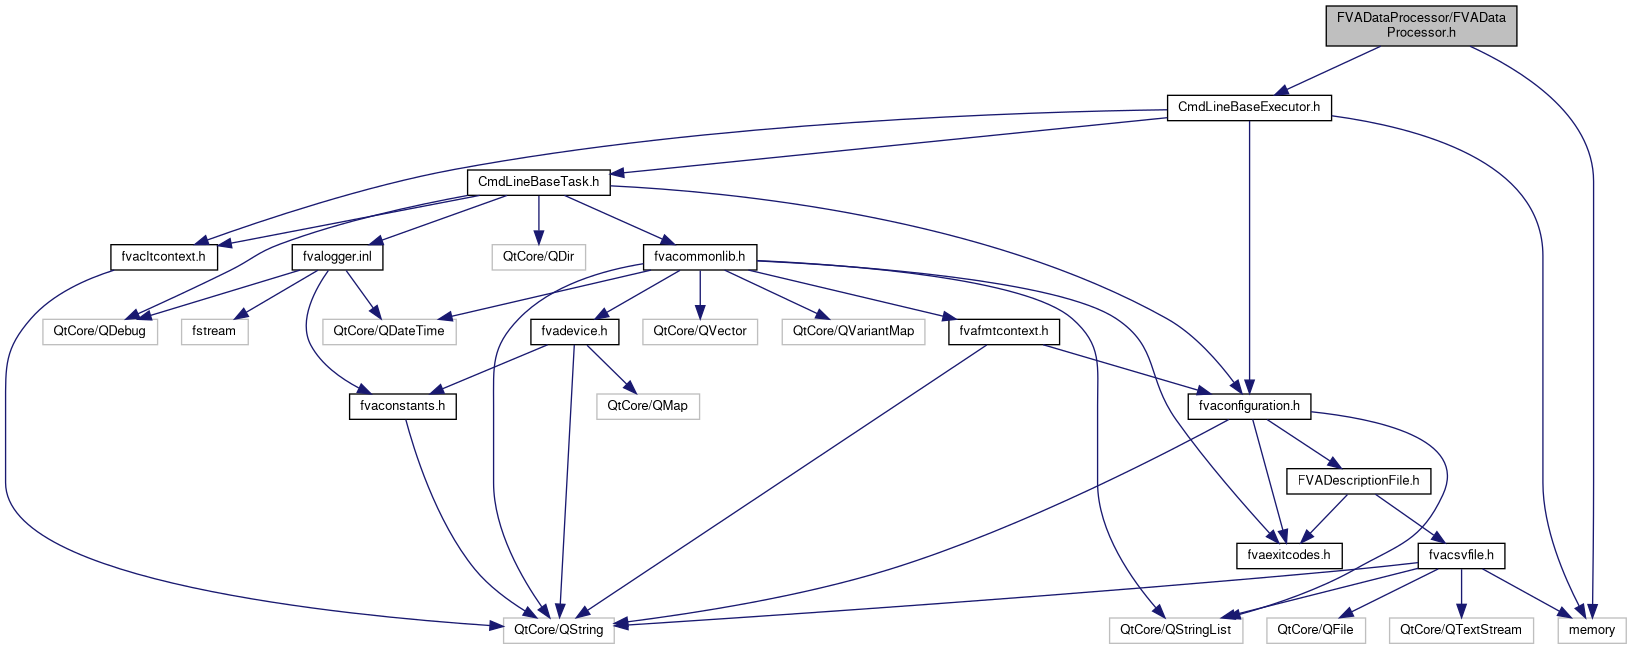 FVADataProcessor/FVAData
Processor.h
CmdLineBaseExecutor.h
CmdLineBaseTask.h
fvacltcontext.h
fvalogger.inl
QtCore/QDir
fvacommonlib.h
QtCore/QDebug
fstream
QtCore/QDateTime
fvadevice.h
QtCore/QVector
QtCore/QVariantMap
fvafmtcontext.h
fvaconstants.h
QtCore/QMap
fvaconfiguration.h
FVADescriptionFile.h
fvaexitcodes.h
fvacsvfile.h
QtCore/QString
QtCore/QStringList
QtCore/QFile
QtCore/QTextStream
memory